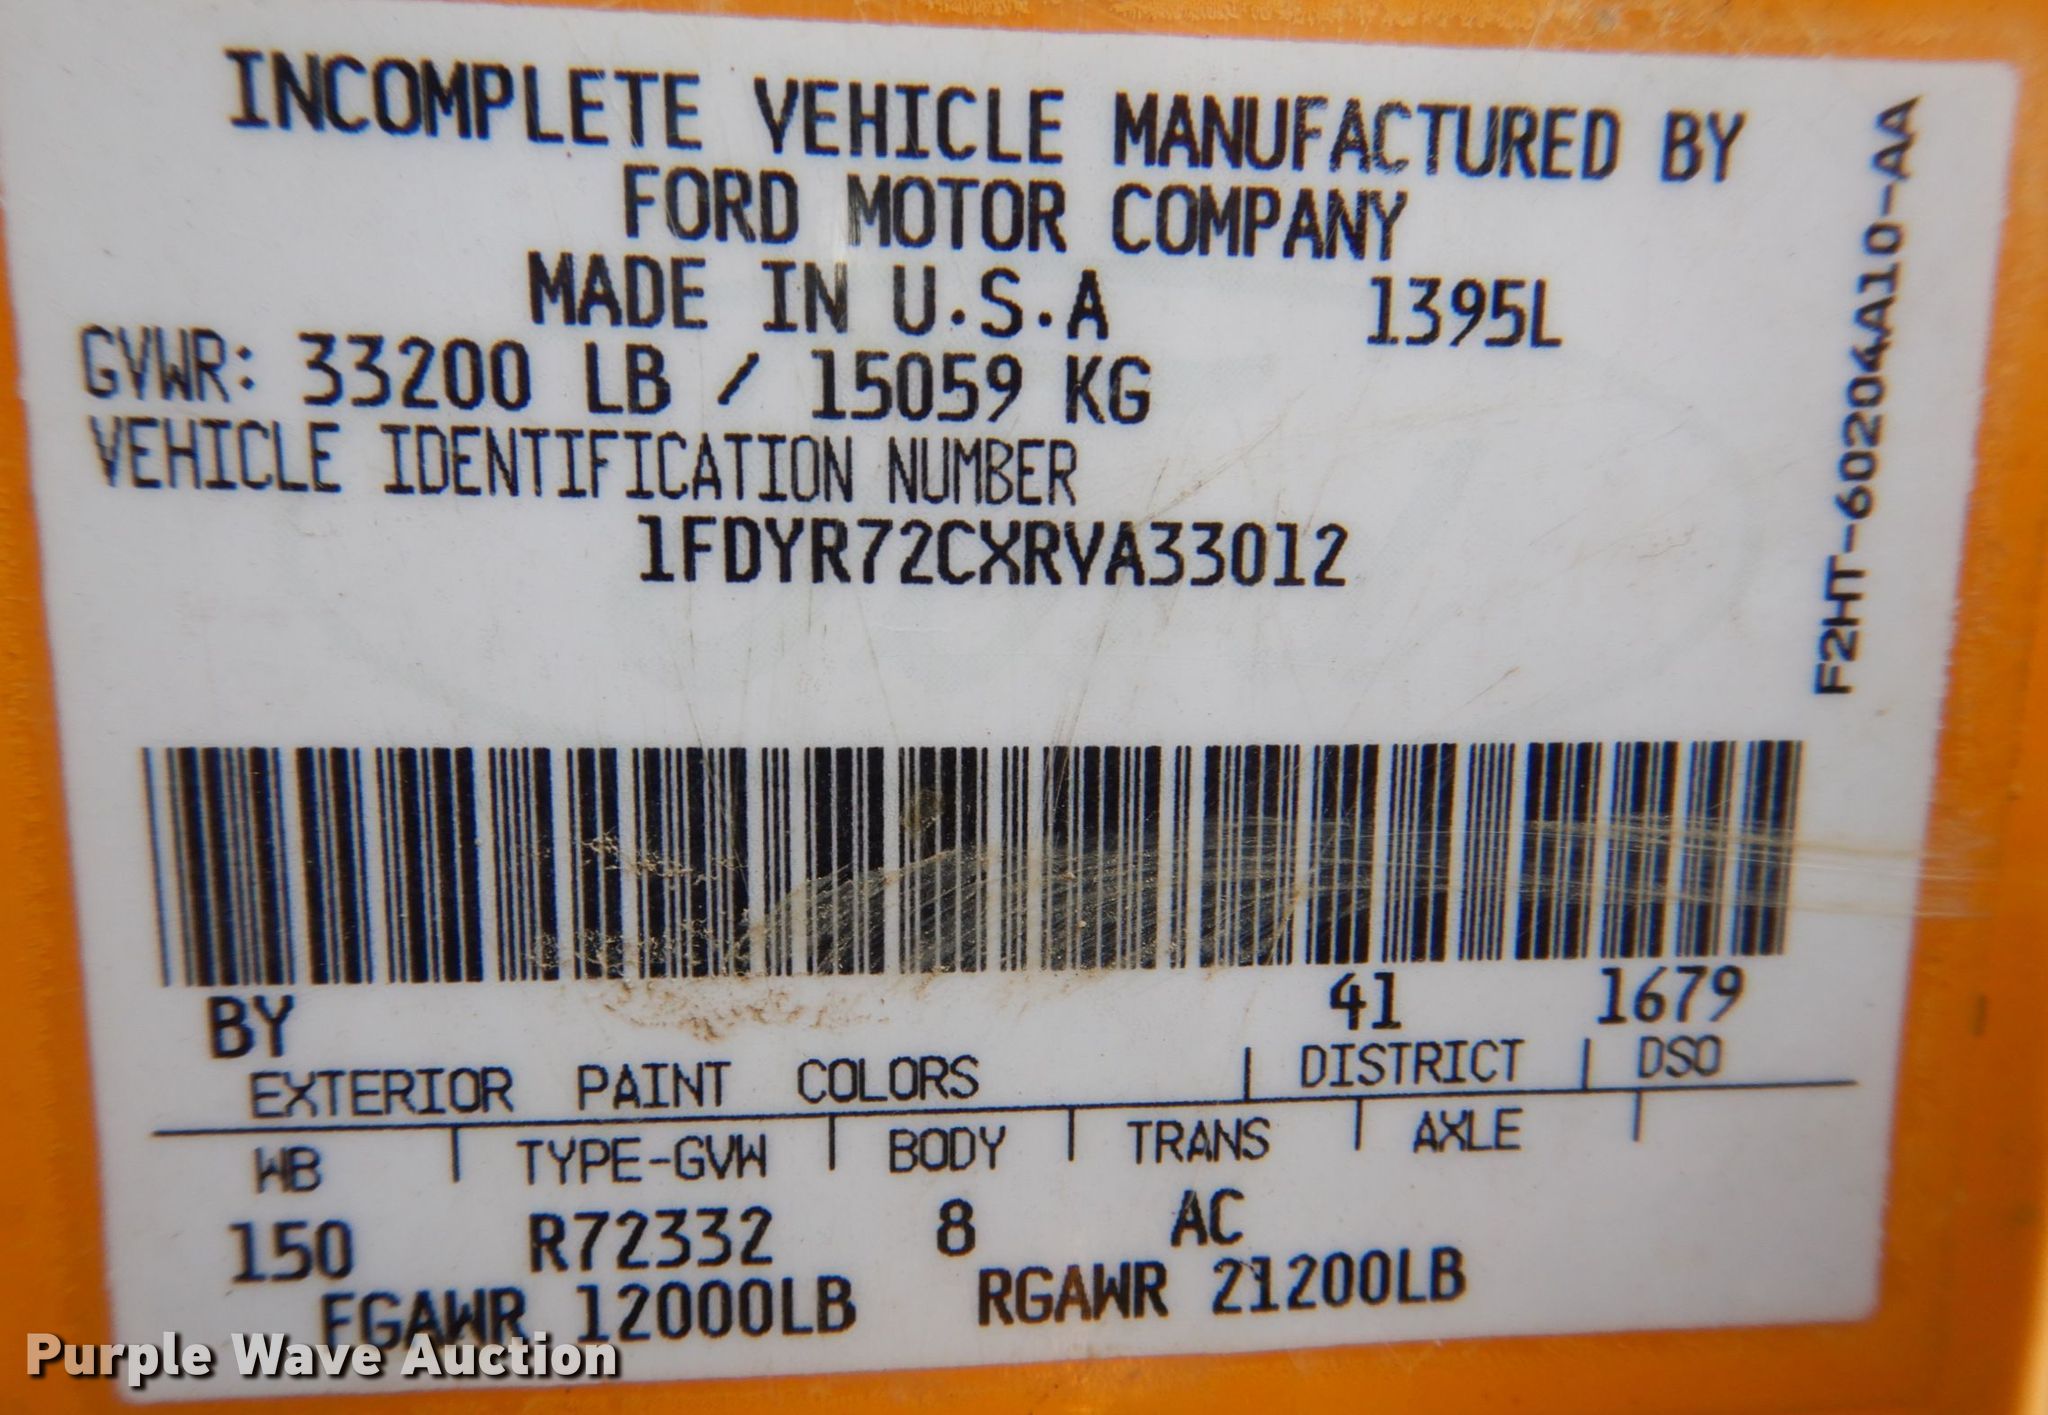 INCOMPLETE VEHICLE MANUFACTURED BY
FORD MOTOR COMPANY
MADE IN U.S.A 1395L
GVWR: 33200 LB / 15059 KG
VEHICLE IDENTIFICATION NUMBER
1FDYR72CXRVA33012
F2HT-60204A10-AA
BY 41 1679
EXTERIOR PAINT COLORS | DISTRICT | DSO
WB | TYPE-GVW | BODY | TRANS | AXLE |
150 R72332 8 AC
FGAWR 12000LB RGAWR 21200LB
Purple Wave Auction